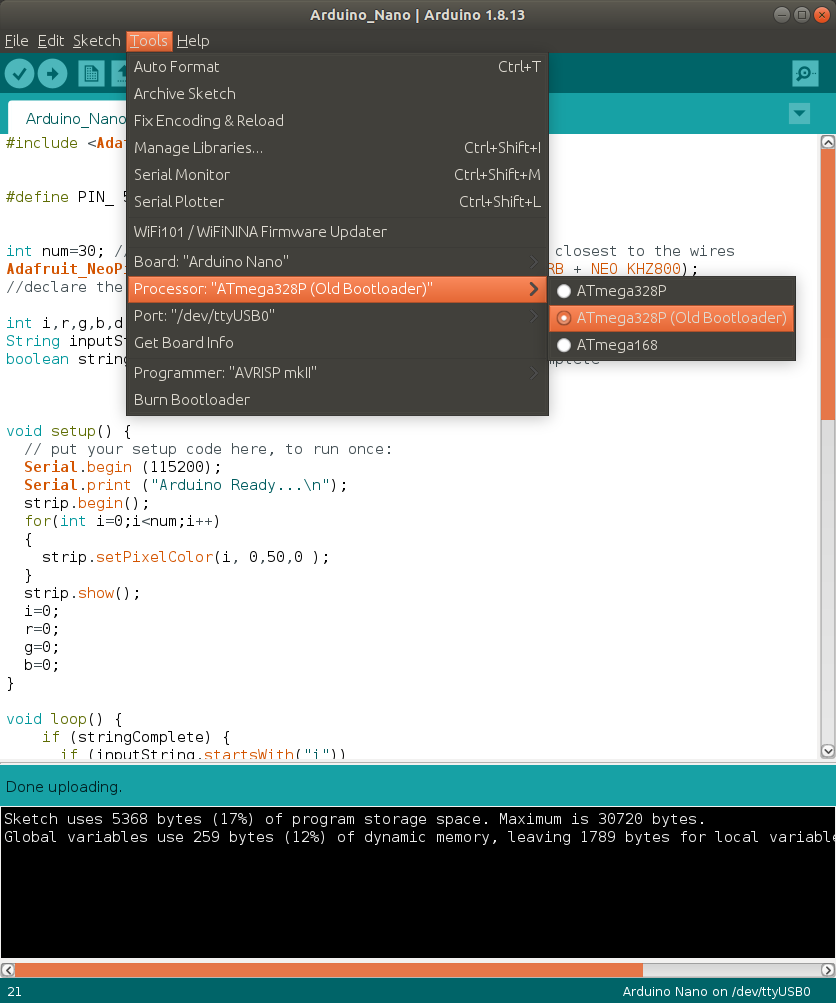 Arduino_Nano | Arduino 1.8.13
File Edit Sketch Tools Help
Auto Format Ctrl+T
Archive Sketch
Fix Encoding & Reload
Manage Libraries... Ctrl+Shift+I
Serial Monitor Ctrl+Shift+M
Serial Plotter Ctrl+Shift+L
WiFi101 / WiFiNINA Firmware Updater
Board: "Arduino Nano"
Processor: "ATmega328P (Old Bootloader)"
Port: "/dev/ttyUSB0"
Get Board Info
Programmer: "AVRISP mkII"
Burn Bootloader
ATmega328P
ATmega328P (Old Bootloader)
ATmega168
Arduino_Nano
#include <Ada
#define PIN_
int num=30; // closest to the wires
Adafruit_NeoP RB + NEO_KHZ800);
//declare the
int i,r,g,b,d
String inputSt
boolean string
void setup() {
// put your setup code here, to run once:
Serial.begin (115200);
Serial.print ("Arduino Ready...\n");
strip.begin();
for(int i=0;i<num;i++)
{
strip.setPixelColor(i, 0,50,0 );
}
strip.show();
i=0;
r=0;
g=0;
b=0;
}
void loop() {
if (stringComplete) {
if (inputString.startsWith("i"))
Done uploading.
Sketch uses 5368 bytes (17%) of program storage space. Maximum is 30720 bytes.
Global variables use 259 bytes (12%) of dynamic memory, leaving 1789 bytes for local variable
21 Arduino Nano on /dev/ttyUSB0